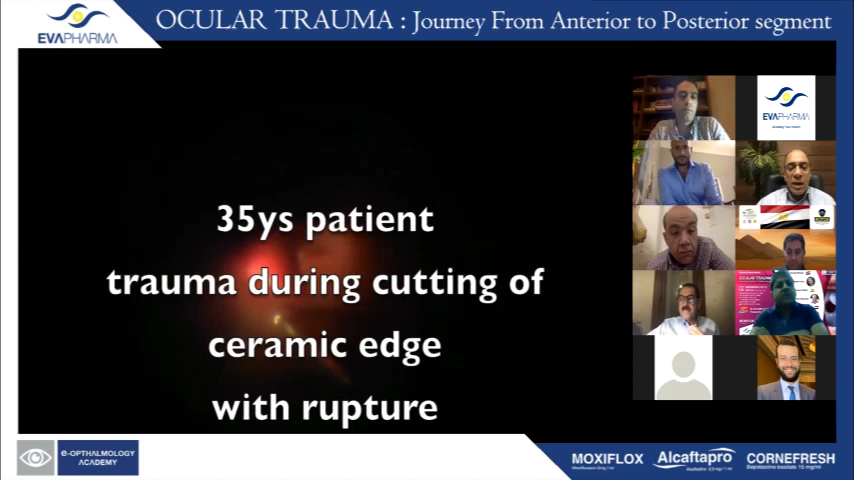 EVAPHARMA
OCULAR TRAUMA : Journey From Anterior to Posterior segment
EVAPHARMA
35ys patient
trauma during cutting of
ceramic edge
with rupture
e-OPTHALMOLOGY
ACADEMY
MOXIFLOX
Alcaftapro
CORNEFRESH